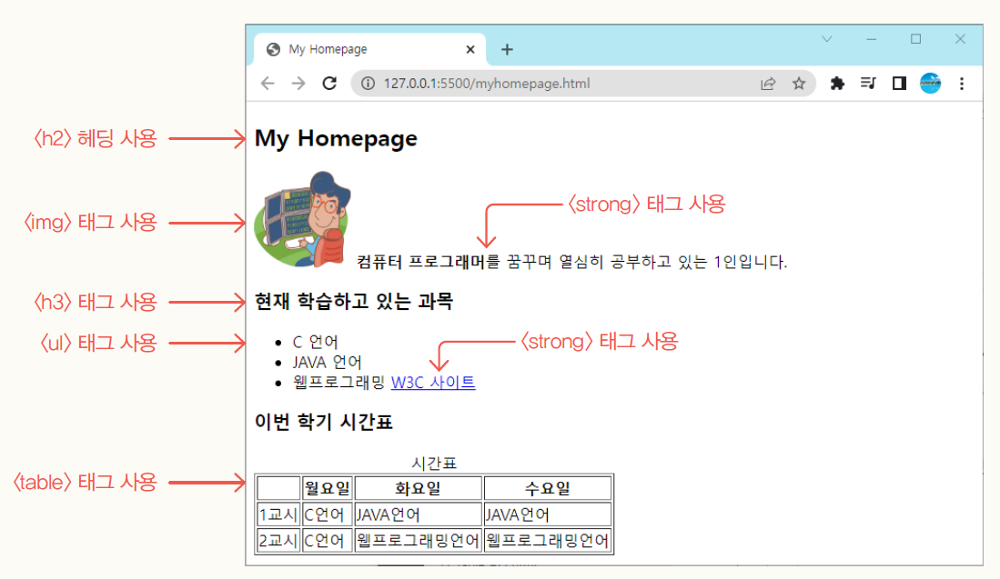 My Homepage
127.0.0.1:5500/myhomepage.html
〈h2〉 헤딩 사용
My Homepage
〈img〉 태그 사용
〈strong〉 태그 사용
컴퓨터 프로그래머를 꿈꾸며 열심히 공부하고 있는 1인입니다.
〈h3〉 태그 사용
현재 학습하고 있는 과목
〈ul〉 태그 사용
C 언어
〈strong〉 태그 사용
JAVA 언어
웹프로그래밍 W3C 사이트
이번 학기 시간표
〈table〉 태그 사용
시간표
월요일 화요일 수요일
1교시 C언어 JAVA언어 JAVA언어
2교시 C언어 웹프로그래밍언어 웹프로그래밍언어